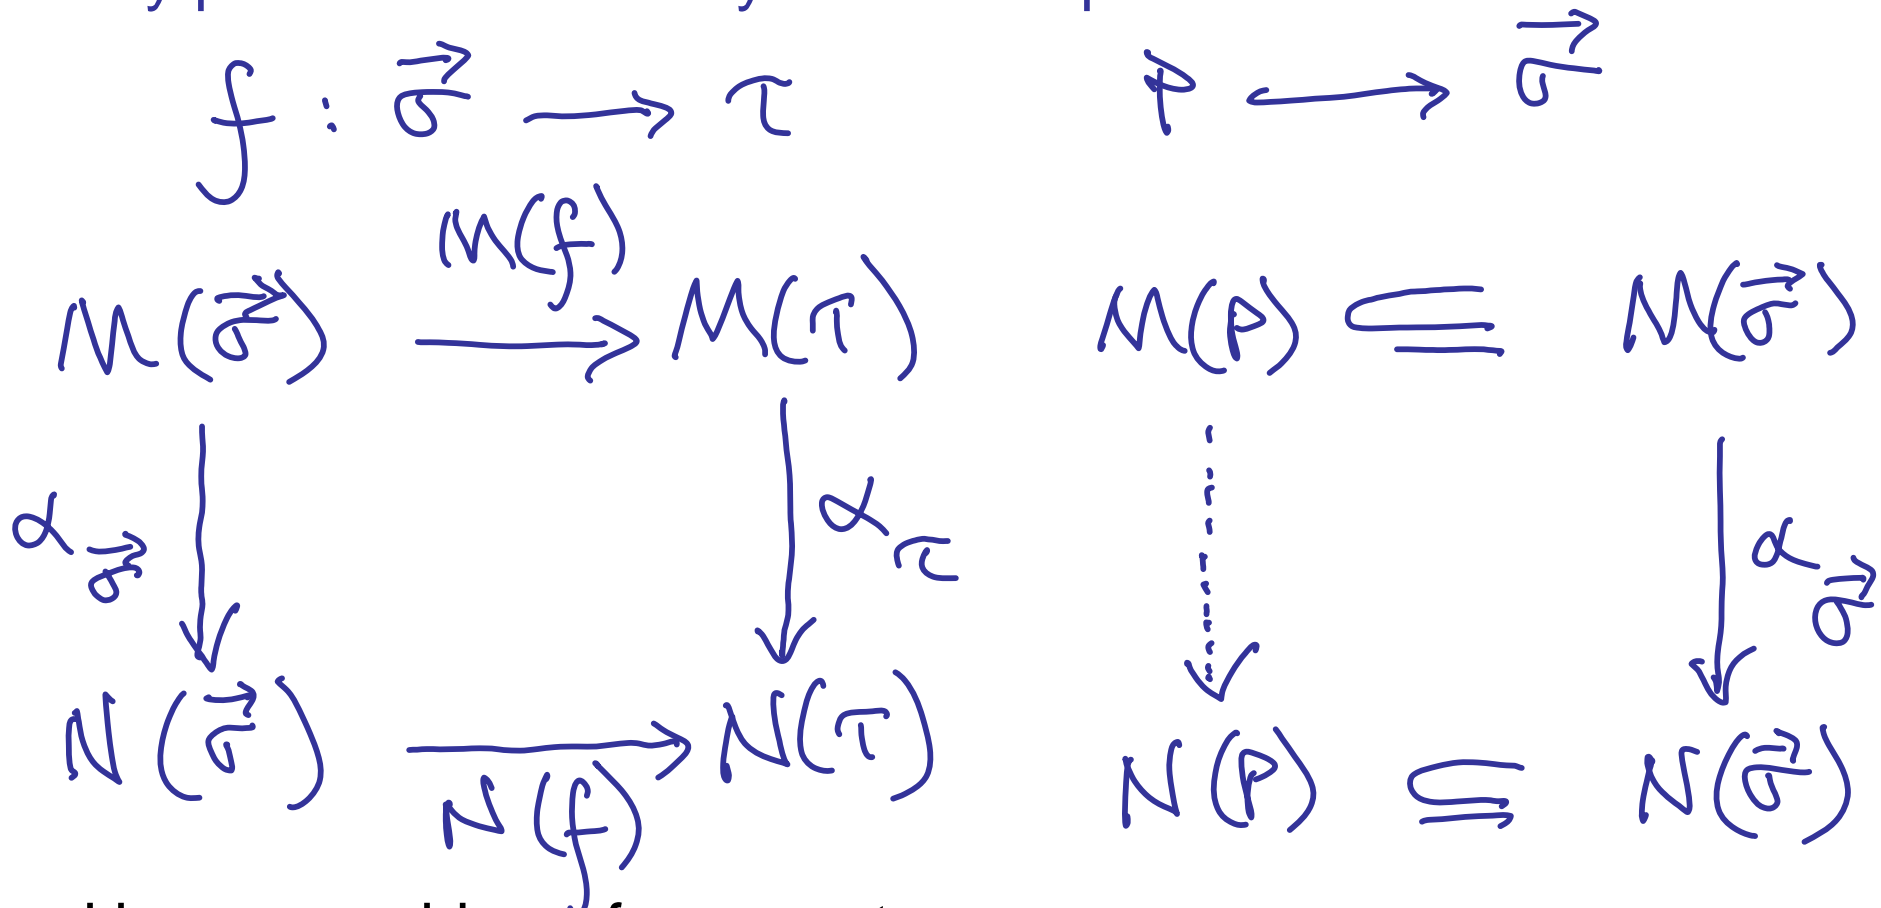 f : σ⃗ ⟶ τ P ⟷ σ⃗
M(f)
M(σ⃗) ⟶ M(τ) M(P) ⊆ M(σ⃗)
α_σ⃗ α_τ α_σ⃗
N(σ⃗) ⟶ N(τ) N(P) ⊆ N(σ⃗)
N(f)